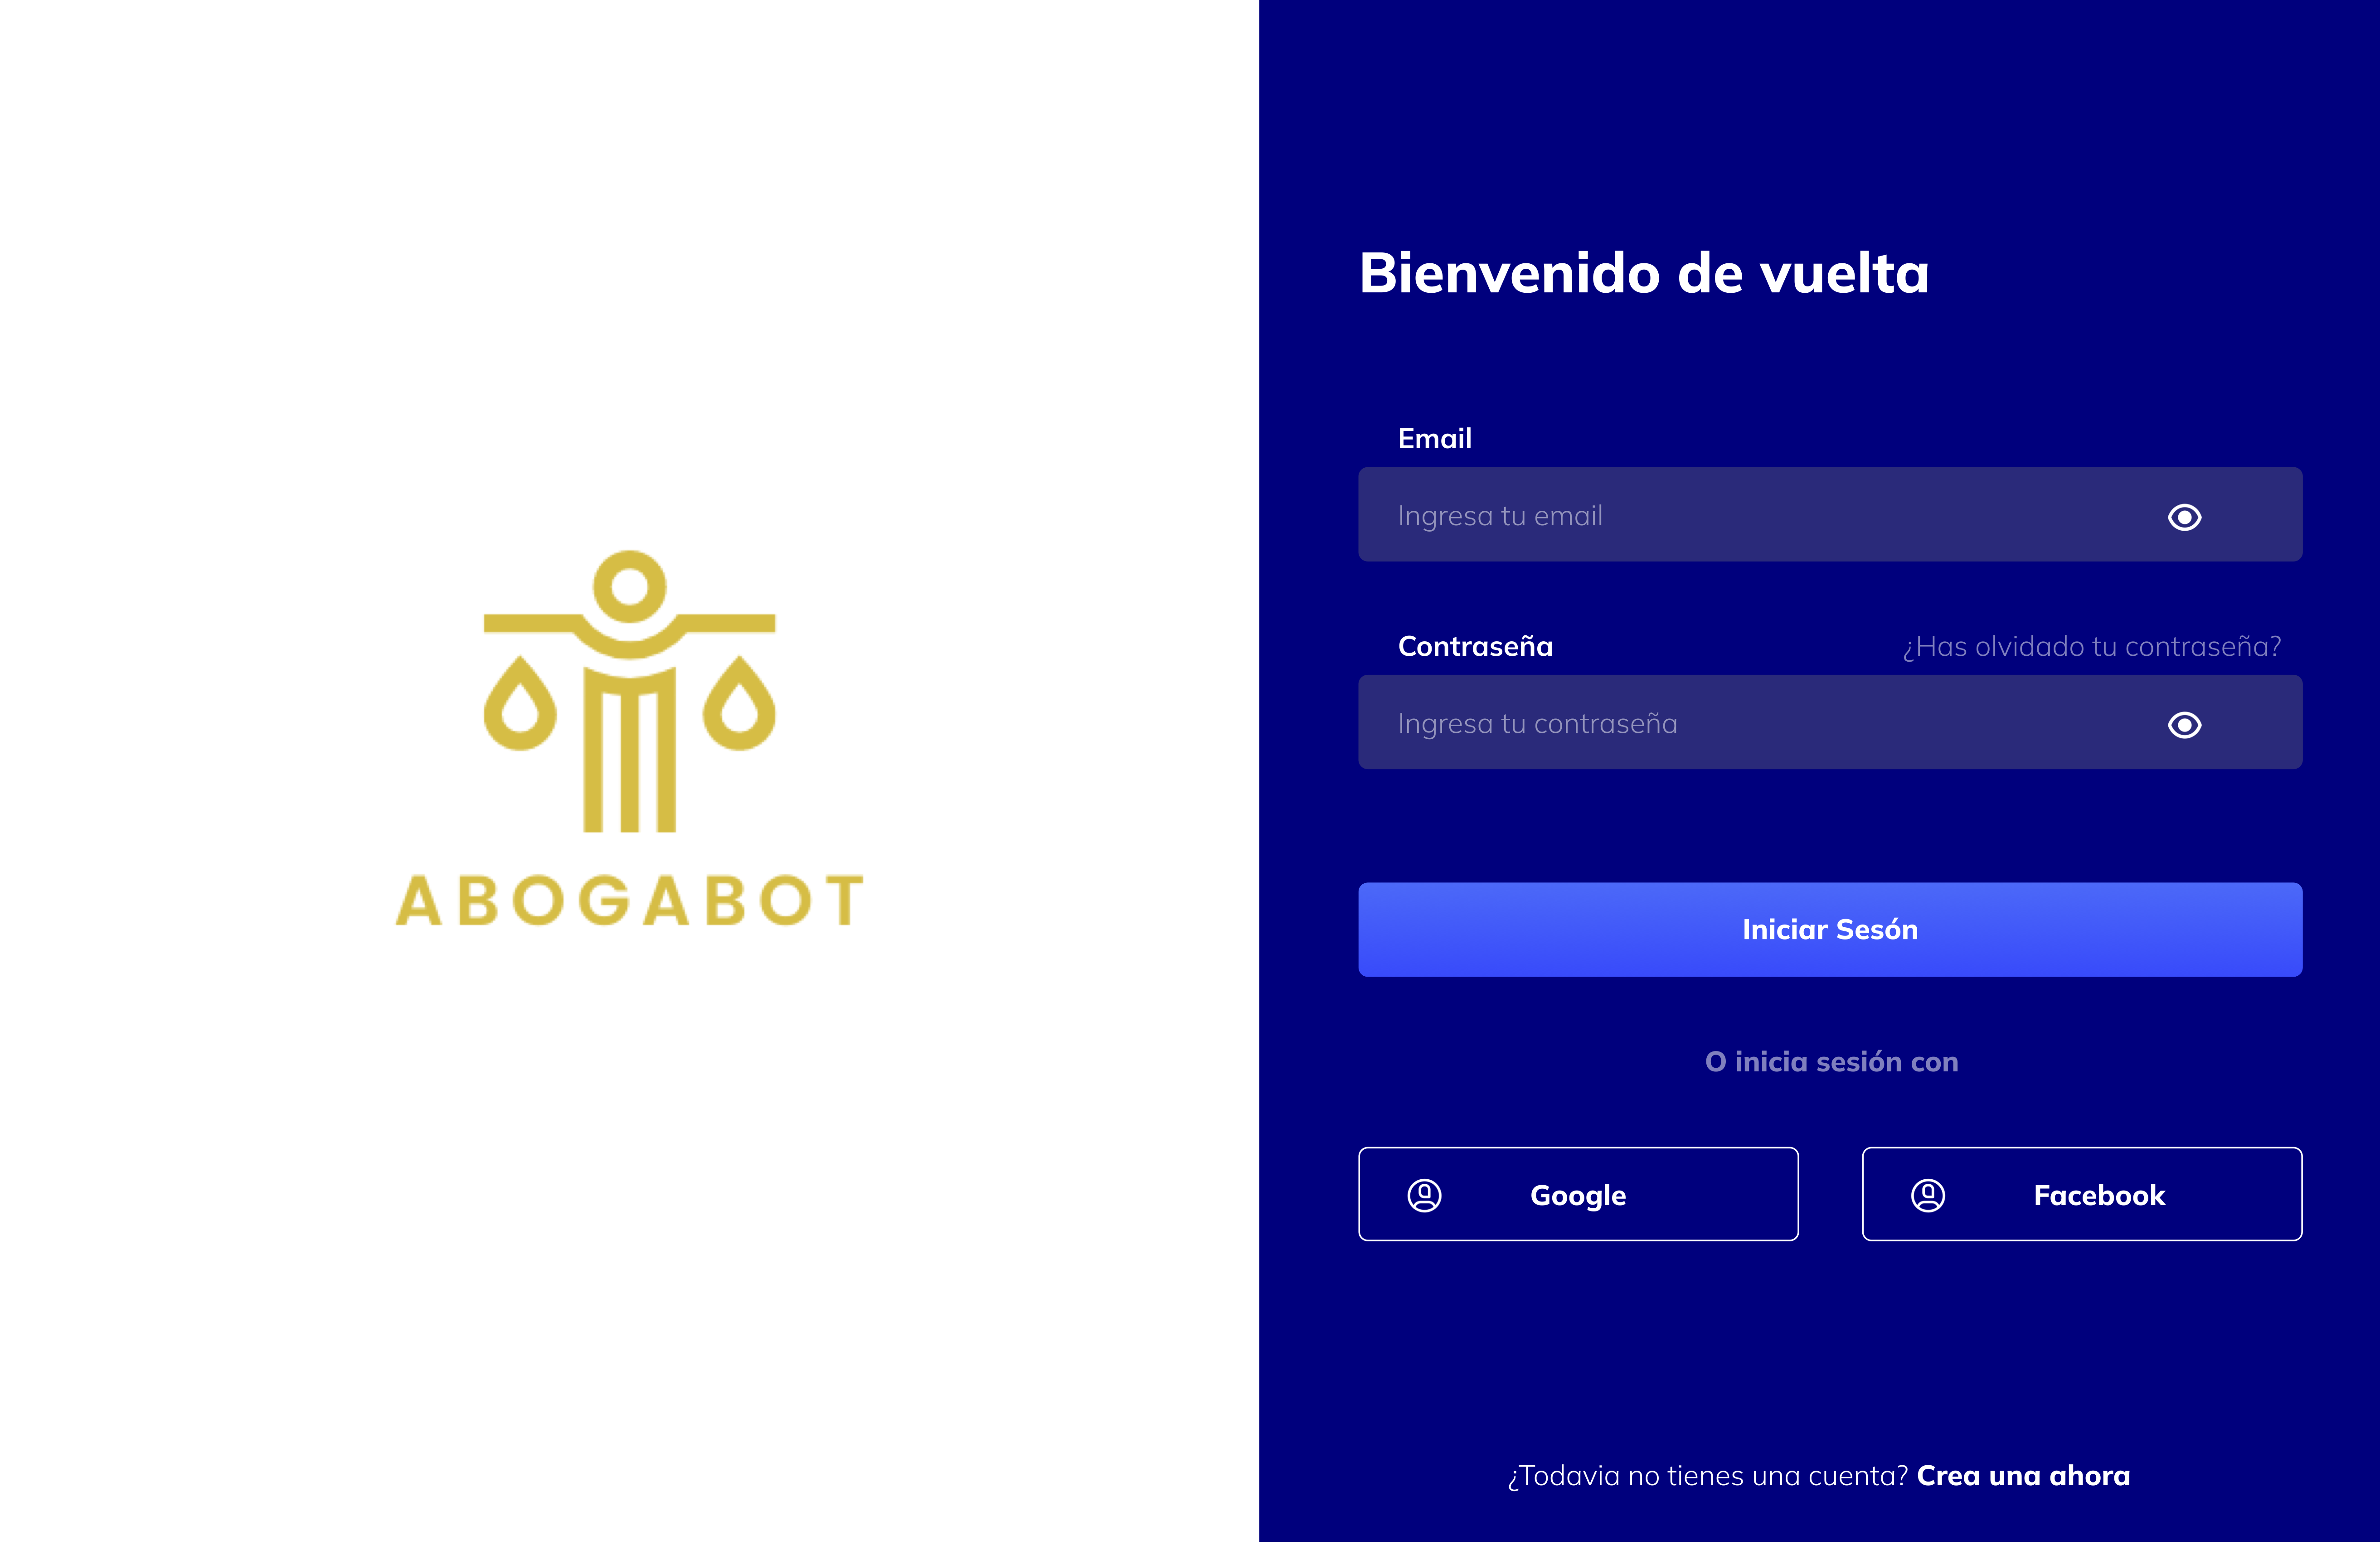 ABOGABOT
Bienvenido de vuelta
Email
Ingresa tu email
Contraseña ¿Has olvidado tu contraseña?
Ingresa tu contraseña
Iniciar Sesón
O inicia sesión con
Google Facebook
¿Todavia no tienes una cuenta? Crea una ahora